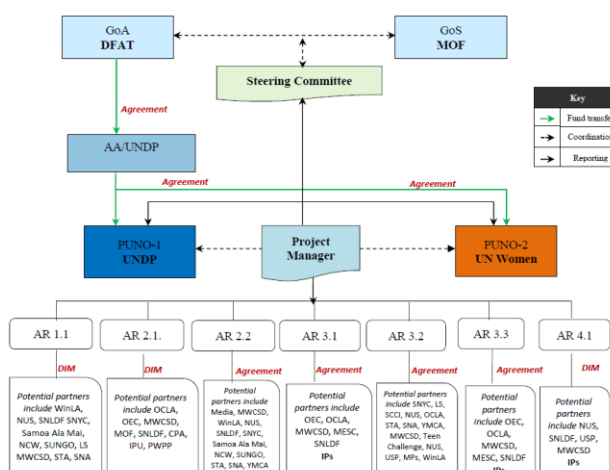 GoA
DFAT
GoS
MOF
Steering Committee
Agreement
Key
Fund transfe
Coordination
Reporting
AA/UNDP
Agreement
Agreement
PUNO-1
UNDP
Project
Manager
PUNO-2
UN Women
AR 1.1
AR 2.1.
AR 2.2
AR 3.1
AR 3.2
AR 3.3
AR 4.1
DIM
DIM
Agreement
Agreement
Agreement
Agreement
DIM
Potential partners
include WinLA,
NUS, SNLDF SNYC,
Samoa Ala Mai,
NCW, SUNGO, LS
MWCSD, STA, SNA
Potential partners
include OCLA,
OEC, MWCSD,
MOF, SNLDF, CPA,
IPU, PWPP
Potential
partners include
Media, MWCSD,
WinLA, NUS,
SNLDF, SNYC,
Samoa Ala Mai,
NCW, SUNGO,
STA, SNA, YMCA
Potential
partners include
OEC, OCLA,
MWCSD, MESC,
SNLDF
IPs
Potential partners
include SNYC, LS,
SCCI, NUS, OCLA,
STA, SNA, YMCA,
MWCSD, Teen
Challenge, NUS,
USP, MPs, WinLA
Potential
partners
include OEC,
OCLA,
MWCSD,
MESC, SNLDF
IPs
Potential partners
include NUS,
SNLDF, USP,
MWCSD
IPs